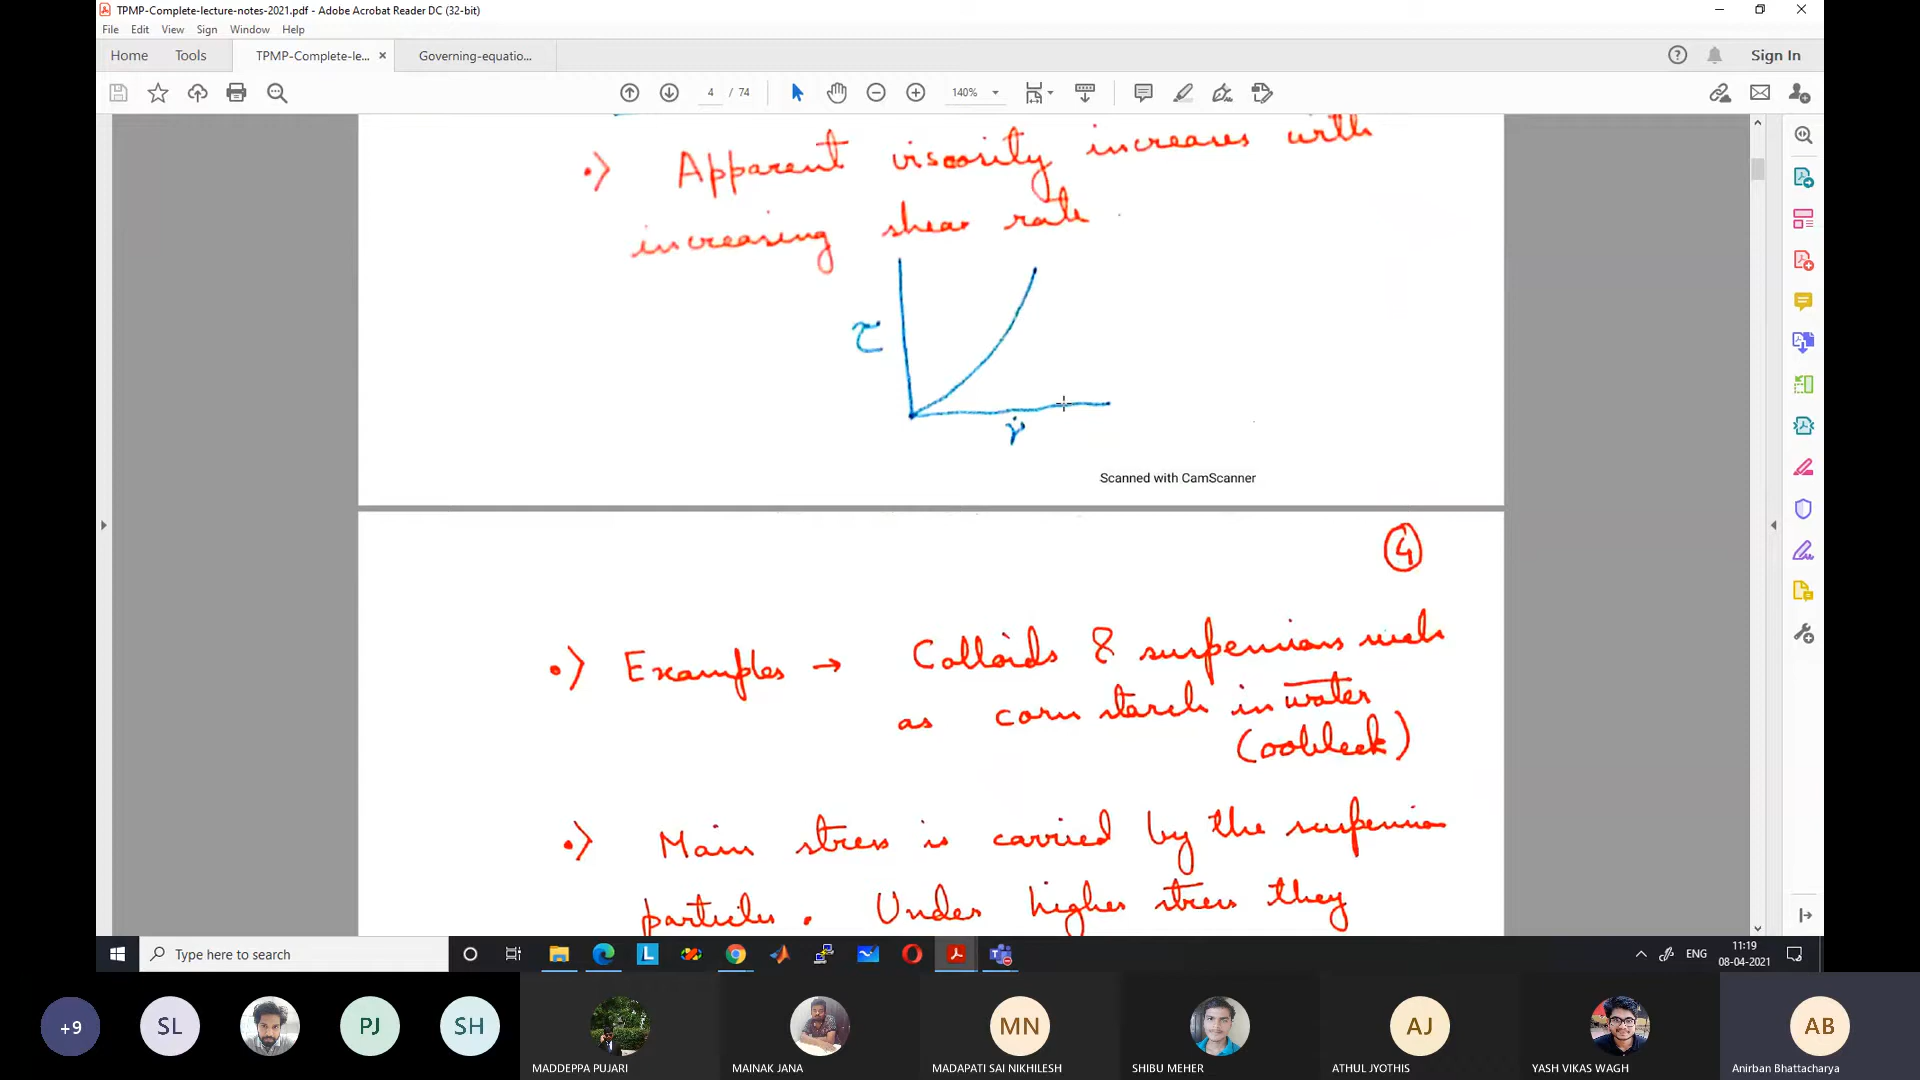 TPMP-Complete-lecture-notes-2021.pdf - Adobe Acrobat Reader DC (32-bit)
File Edit View Sign Window Help
Home Tools TPMP-Complete-le... × Governing-equatio... Sign In
4 / 74 140%
•> Apparent viscosity increases with
increasing shear rate
τ
γ̇
Scanned with CamScanner
4
•> Examples → Colloids & suspensions such
as corn starch in water
(oobleck)
•> Main stress is carried by the suspension
particles. Under higher stress they
Type here to search
ENG
11:19
08-04-2021
+9 SL PJ SH MN AJ AB
MADDEPPA PUJARI MAINAK JANA MADAPATI SAI NIKHILESH SHIBU MEHER ATHUL JYOTHIS YASH VIKAS WAGH Anirban Bhattacharya